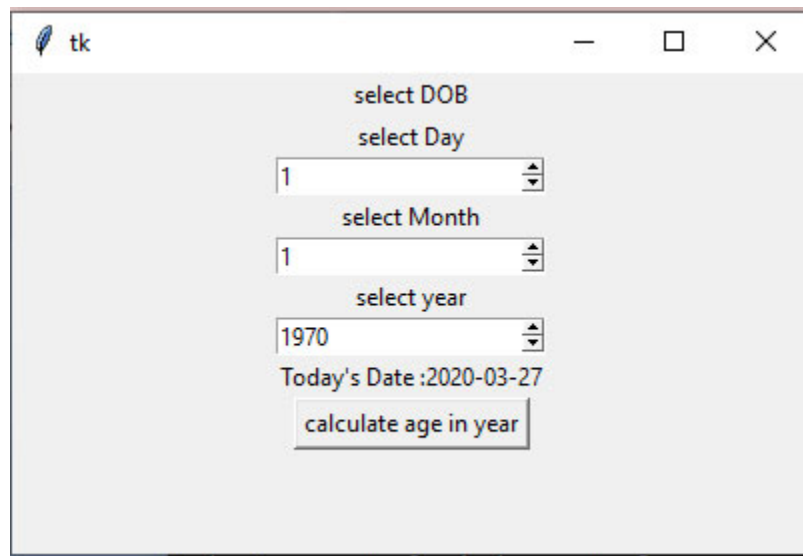 tk
select DOB
select Day
1
select Month
1
select year
1970
Today's Date :2020-03-27
calculate age in year